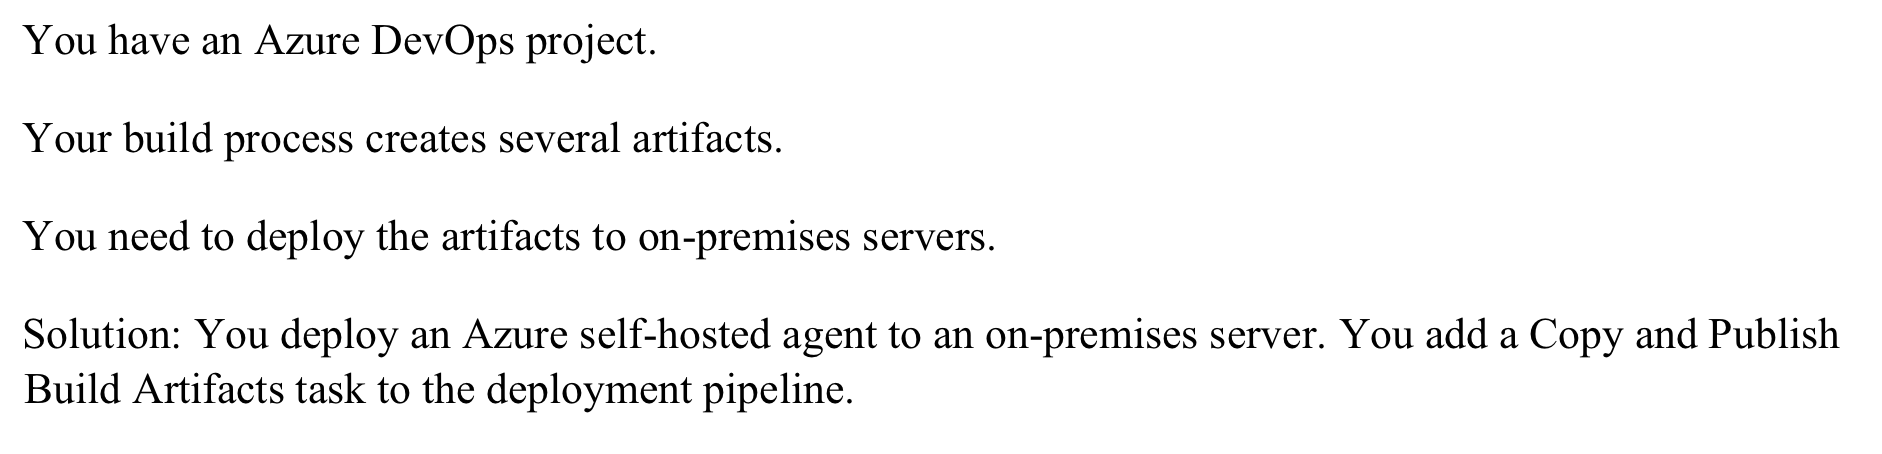 You have an Azure DevOps project.
Your build process creates several artifacts.
You need to deploy the artifacts to on-premises servers.
Solution: You deploy an Azure self-hosted agent to an on-premises server. You add a Copy and Publish
Build Artifacts task to the deployment pipeline.